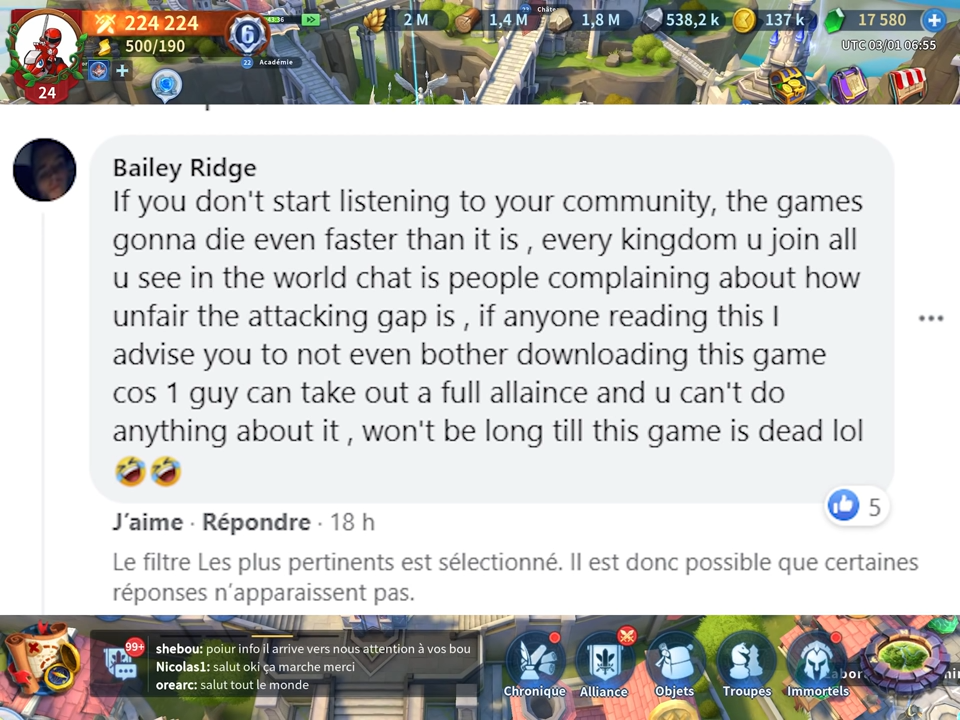 224 224
43:36
2 M
1,4 M
1,8 M
538,2 k
137 k
17 580
500/190
6
UTC 03/01 06:55
22 Académie
24
Bailey Ridge
If you don't start listening to your community, the games
gonna die even faster than it is , every kingdom u join all
u see in the world chat is people complaining about how
unfair the attacking gap is , if anyone reading this I
advise you to not even bother downloading this game
cos 1 guy can take out a full allaince and u can't do
anything about it , won't be long till this game is dead lol
🤣🤣
5
J'aime · Répondre · 18 h
Le filtre Les plus pertinents est sélectionné. Il est donc possible que certaines
réponses n'apparaissent pas.
99+
shebou: poiur info il arrive vers nous attention à vos bou
Nicolas1: salut oki ça marche merci
orearc: salut tout le monde
Chronique
Alliance
Objets
Troupes
Immortels